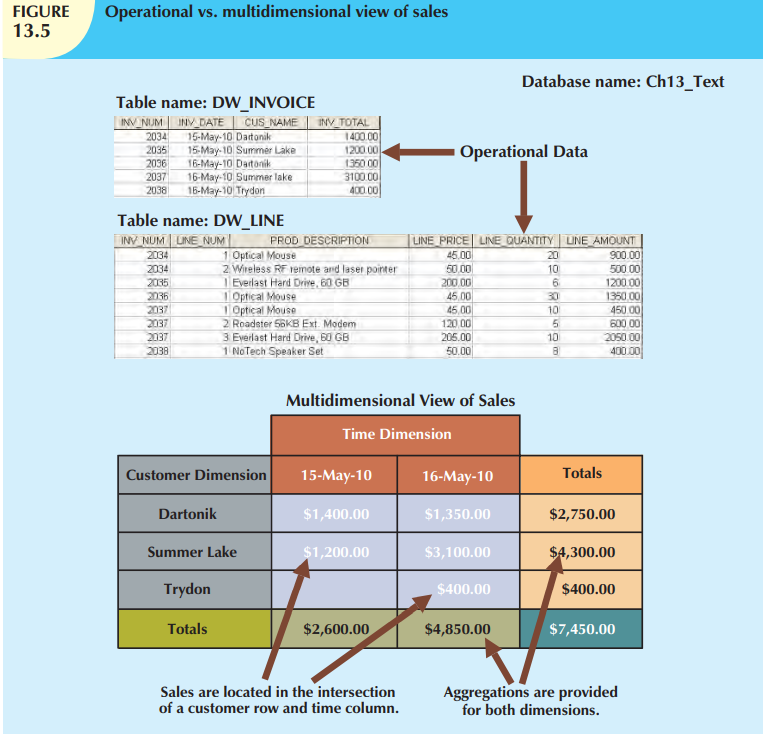 FIGURE 13.5
Operational vs. multidimensional view of sales
Database name: Ch13_Text
Table name: DW_INVOICE
INV_NUM INV_DATE CUS_NAME INV_TOTAL
2034 15-May-10 Dartonik 1400.00
2035 15-May-10 Summer Lake 1200.00
2036 16-May-10 Dartonik 1350.00
2037 16-May-10 Summer lake 3100.00
2038 16-May-10 Trydon 400.00
Operational Data
Table name: DW_LINE
INV_NUM LINE_NUM PROD_DESCRIPTION LINE_PRICE LINE_QUANTITY LINE_AMOUNT
2034 1 Optical Mouse 45.00 20 900.00
2034 2 Wireless RF remote and laser pointer 50.00 10 500.00
2035 1 Everlast Hard Drive, 60 GB 200.00 6 1200.00
2036 1 Optical Mouse 45.00 30 1350.00
2037 1 Optical Mouse 45.00 10 450.00
2037 2 Roadster 56KB Ext. Modem 120.00 5 600.00
2037 3 Everlast Hard Drive, 60 GB 205.00 10 2050.00
2038 1 NoTech Speaker Set 50.00 8 400.00
Multidimensional View of Sales
Time Dimension
Customer Dimension 15-May-10 16-May-10 Totals
Dartonik $1,400.00 $1,350.00 $2,750.00
Summer Lake $1,200.00 $3,100.00 $4,300.00
Trydon $400.00 $400.00
Totals $2,600.00 $4,850.00 $7,450.00
Sales are located in the intersection
of a customer row and time column.
Aggregations are provided
for both dimensions.